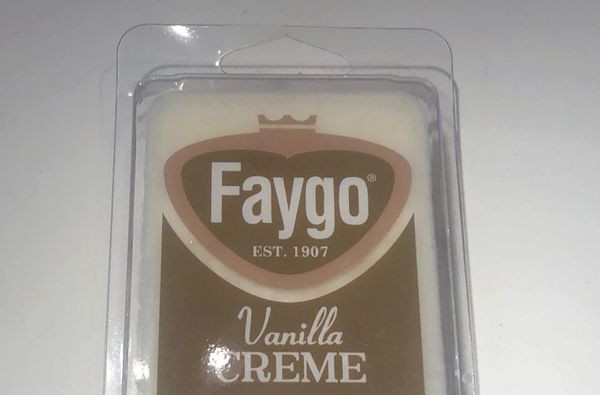 Faygo®
EST. 1907
Vanilla
CREME